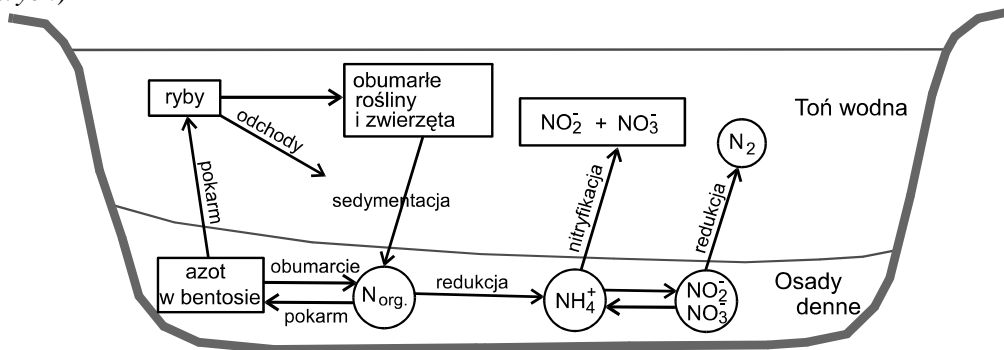 ryby
obumarłe
rośliny
i zwierzęta
odchody
pokarm
sedymentacja
NO₂⁻ + NO₃⁻
N₂
Toń wodna
nitryfikacja
redukcja
azot
w bentosie
obumarcie
pokarm
N org.
redukcja
NH₄⁺
NO₂⁻
NO₃⁻
Osady
denne